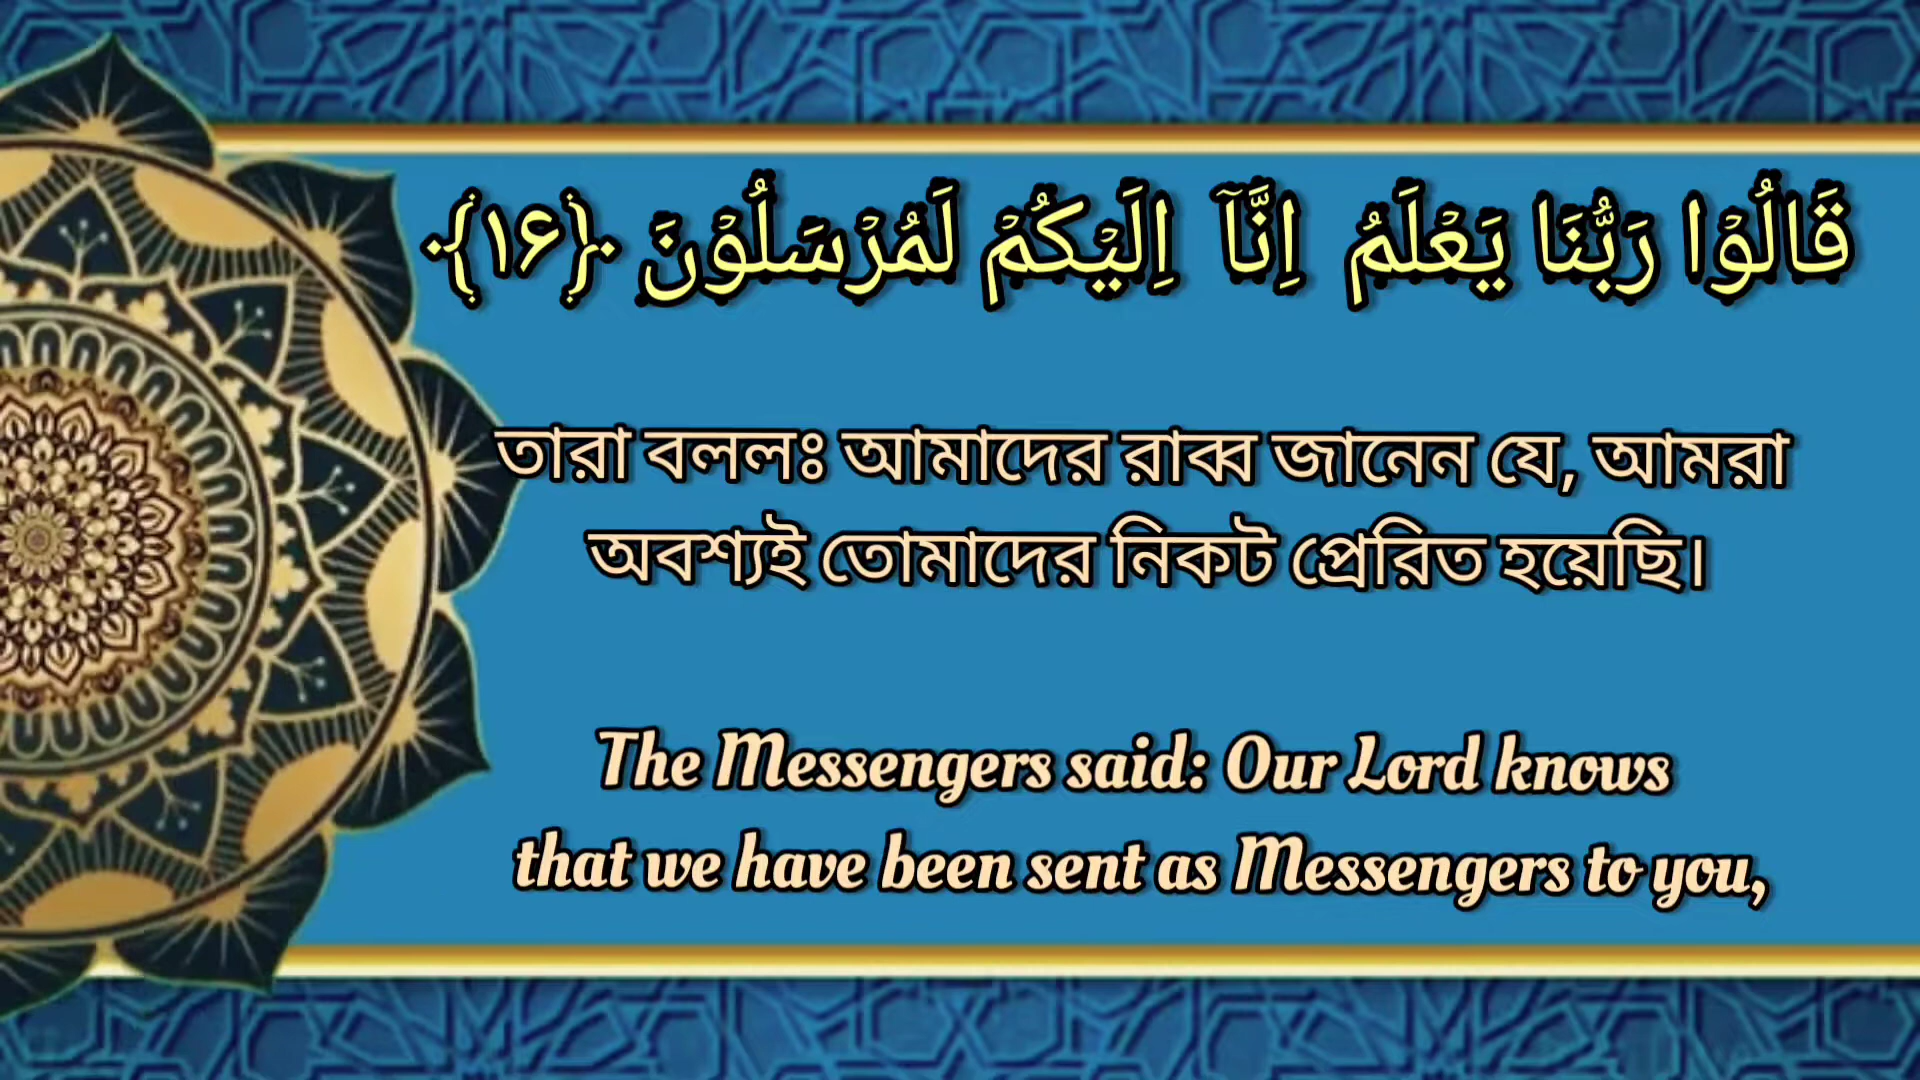 قَالُوْا رَبُّنَا يَعْلَمُ اِنَّآ اِلَيْكُمْ لَمُرْسَلُوْنَ ﴿۱۶﴾
তারা বললঃ আমাদের রাব্ব জানেন যে, আমরা
অবশ্যই তোমাদের নিকট প্রেরিত হয়েছি।
The Messengers said: Our Lord knows
that we have been sent as Messengers to you,